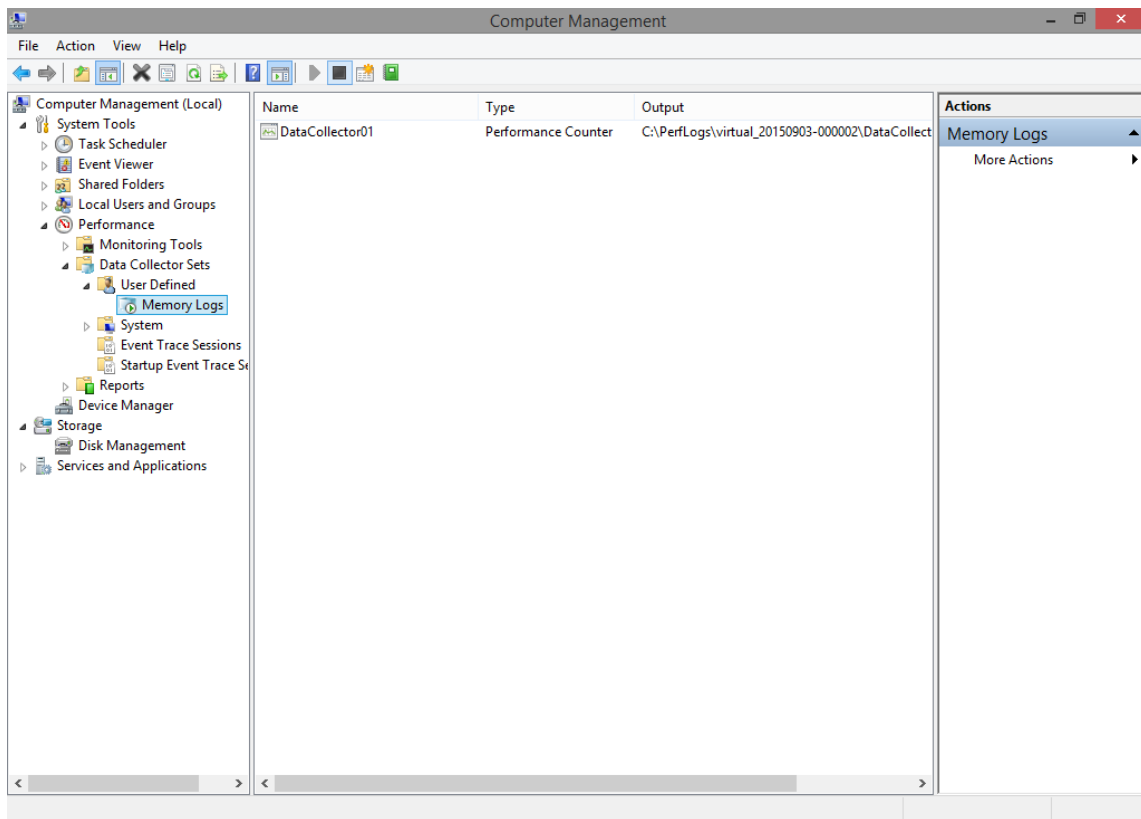 Computer Management
File Action View Help
Computer Management (Local)
System Tools
Task Scheduler
Event Viewer
Shared Folders
Local Users and Groups
Performance
Monitoring Tools
Data Collector Sets
User Defined
Memory Logs
System
Event Trace Sessions
Startup Event Trace Se
Reports
Device Manager
Storage
Disk Management
Services and Applications
Name Type Output
DataCollector01 Performance Counter C:\PerfLogs\virtual_20150903-000002\DataCollect
Actions
Memory Logs
More Actions